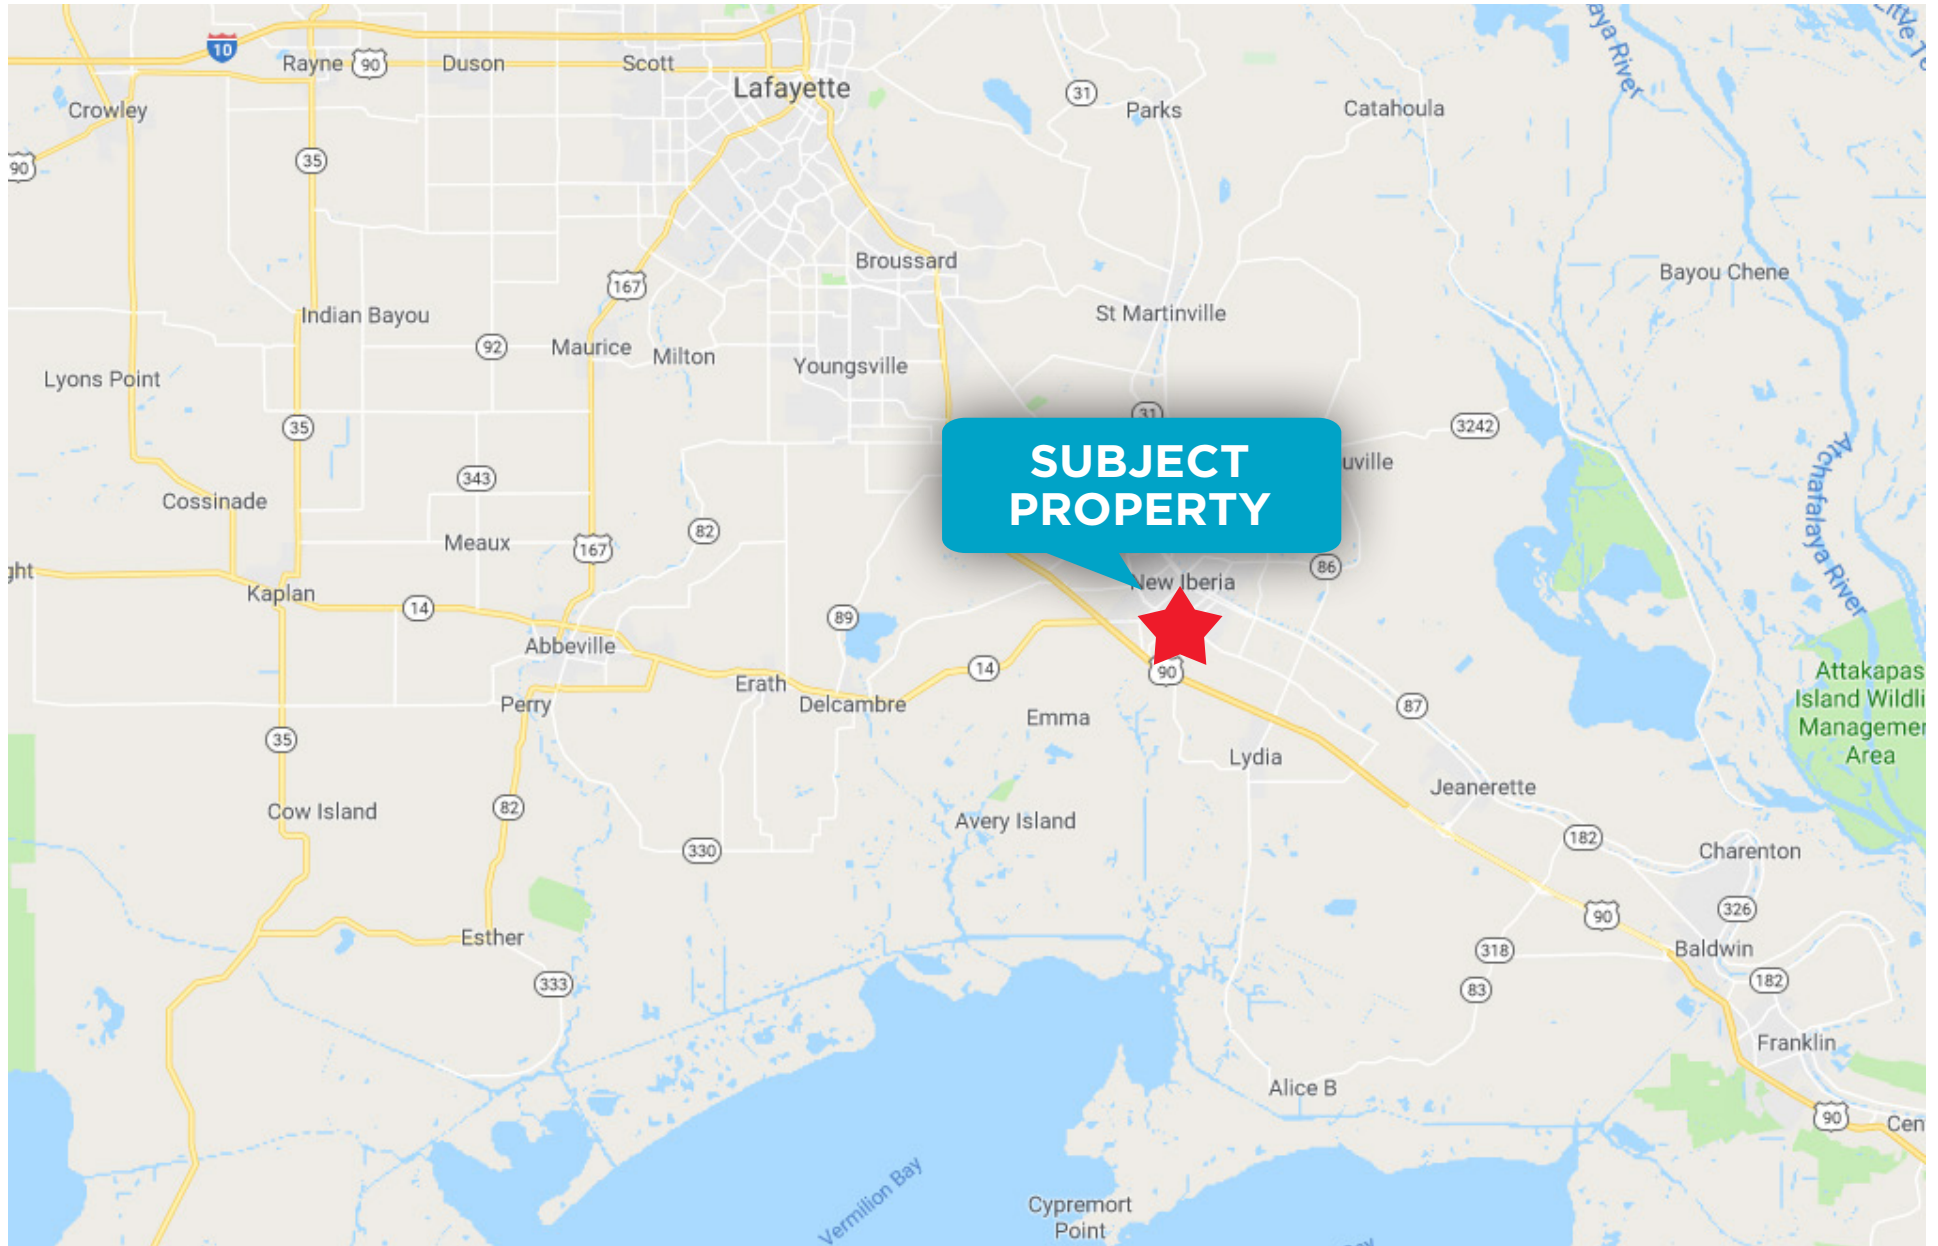 aya River
10
Rayne
90
Duson
Scott
Lafayette
Crowley
31
Parks
Catahoula
90
35
Broussard
Bayou Chene
167
Indian Bayou
St Martinville
92
Maurice
Milton
Youngsville
Lyons Point
31
35
3242
SUBJECT
PROPERTY
uville
343
Cossinade
82
Meaux
167
Atchafalaya River
ght
86
New Iberia
Kaplan
14
89
Abbeville
14
90
Attakapas
Island Wildli
Managemen
Area
Erath
Perry
Delcambre
87
Emma
35
Lydia
Jeanerette
Cow Island
82
Avery Island
182
330
Charenton
326
90
Esther
318
Baldwin
333
83
182
Franklin
Alice B
90
Cen
Vermilion Bay
Cypremort
Point